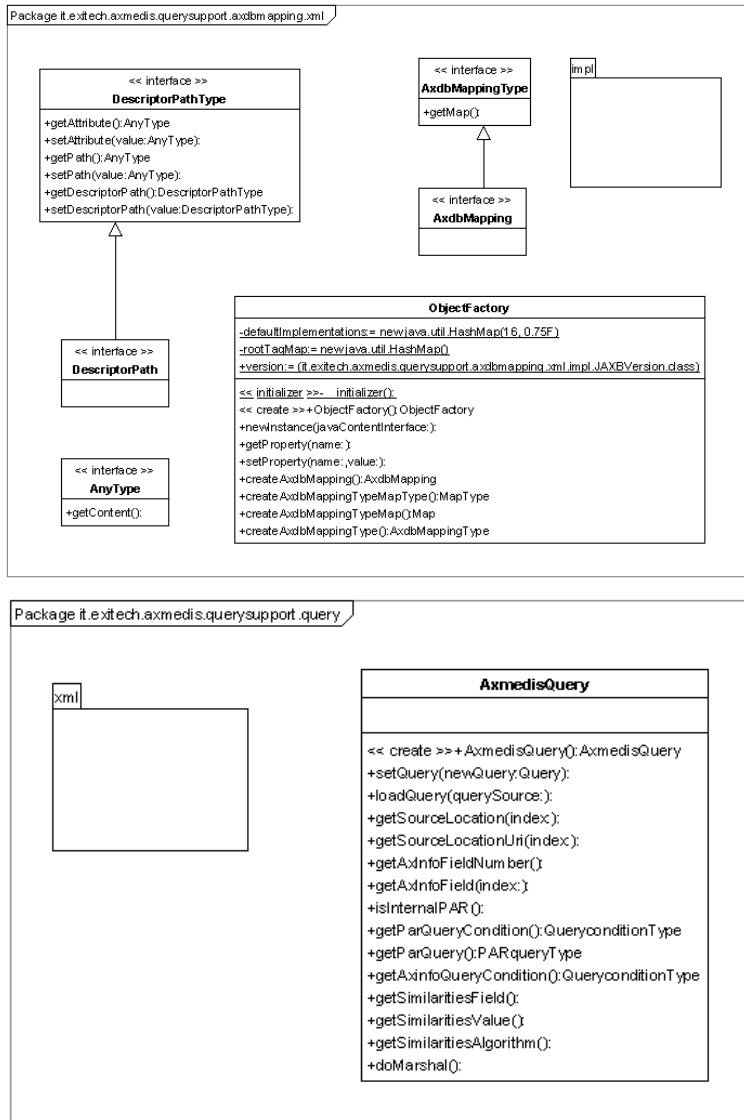 Package it.exitech.axmedis.querysupport.axdbmapping.xml
<< interface >>
DescriptorPathType
+getAttribute():AnyType
+setAttribute(value:AnyType):
+getPath():AnyType
+setPath(value:AnyType):
+getDescriptorPath():DescriptorPathType
+setDescriptorPath(value:DescriptorPathType):
<< interface >>
AxdbMappingType
+getMap():
impl
<< interface >>
AxdbMapping
<< interface >>
DescriptorPath
<< interface >>
AnyType
+getContent():
ObjectFactory
-defaultImplementations:= new java.util.HashMap(16, 0.75F)
-rootTagMap:= new java.util.HashMap()
+version:= (it.exitech.axmedis.querysupport.axdbmapping.xml.impl.JAXBVersion.class)
<< initializer >>-__initializer():
<< create >>+ObjectFactory():ObjectFactory
+newInstance(javaContentInterface:):
+getProperty(name:):
+setProperty(name:,value:):
+createAxdbMapping():AxdbMapping
+createAxdbMappingTypeMapType():MapType
+createAxdbMappingTypeMap():Map
+createAxdbMappingType():AxdbMappingType
Package it.exitech.axmedis.querysupport.query
xml
AxmedisQuery
<< create >>+AxmedisQuery():AxmedisQuery
+setQuery(newQuery:Query):
+loadQuery(querySource:):
+getSourceLocation(index:):
+getSourceLocationUri(index:):
+getAxInfoFieldNumber():
+getAxInfoField(index:):
+isInternalPAR():
+getParQueryCondition():QueryconditionType
+getParQuery():PARqueryType
+getAxinfoQueryCondition():QueryconditionType
+getSimilaritiesField():
+getSimilaritiesValue():
+getSimilaritiesAlgorithm():
+doMarshal():